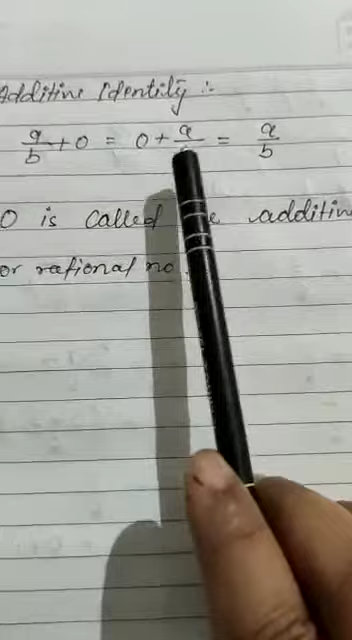 Additive Identity :-
a/b + 0 = 0 + a/ = a/b
0 is called e additive
or rational no.